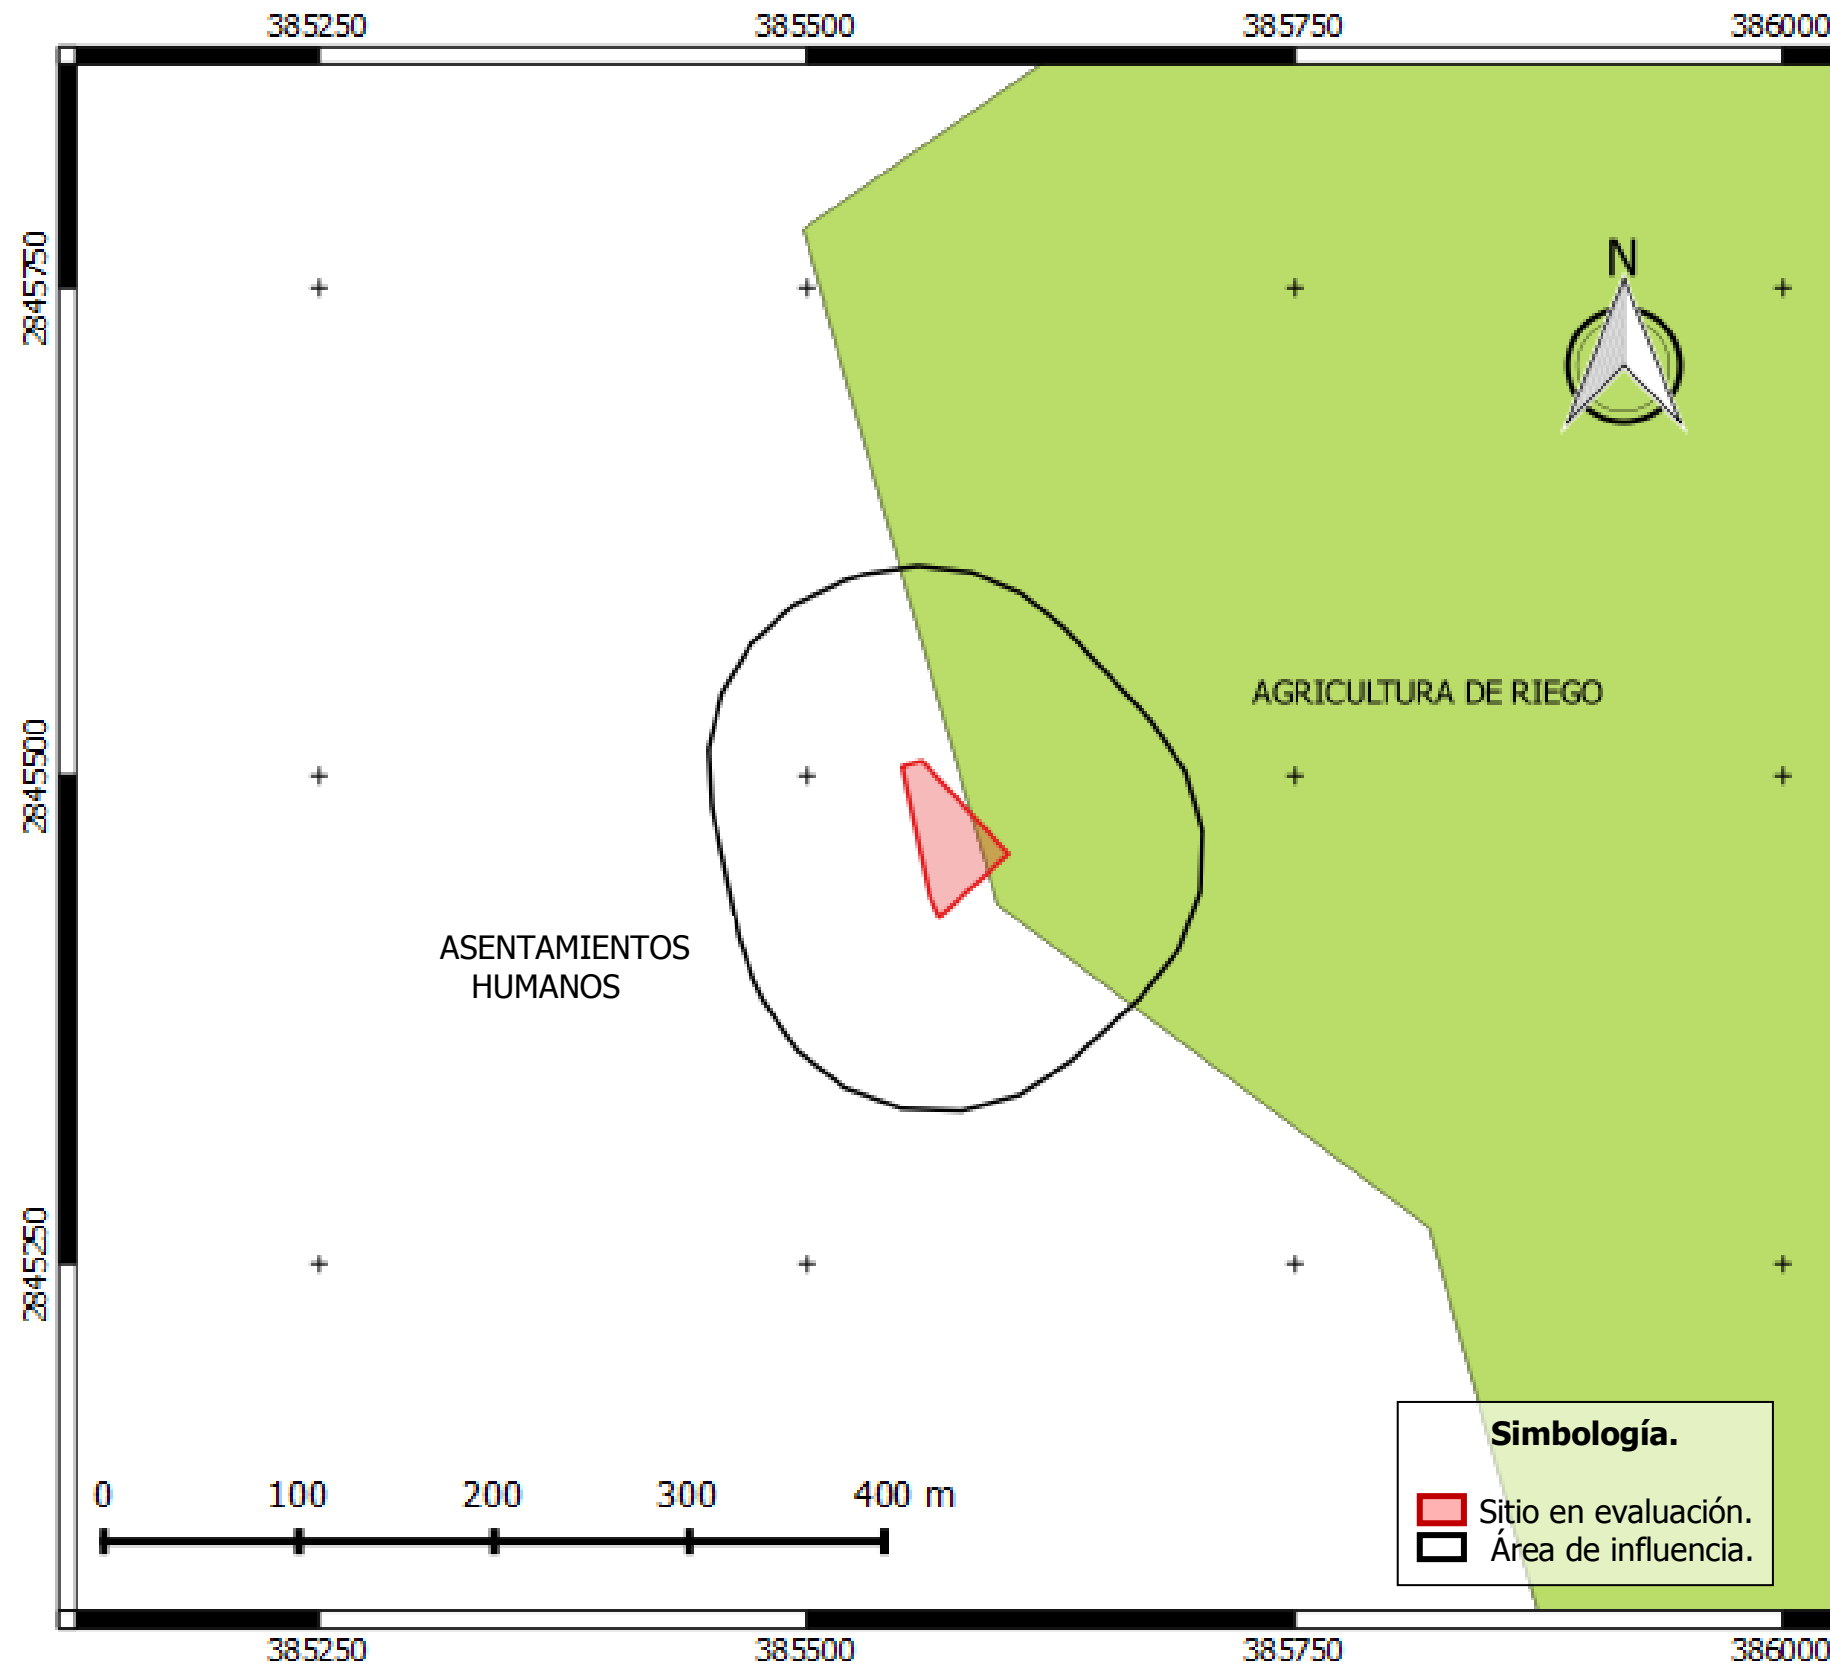 385250 385500 385750 386000
2845750
N
2845500
AGRICULTURA DE RIEGO
ASENTAMIENTOS
HUMANOS
2845250
Simbología.
Sitio en evaluación.
Área de influencia.
0 100 200 300 400 m
385250 385500 385750 386000